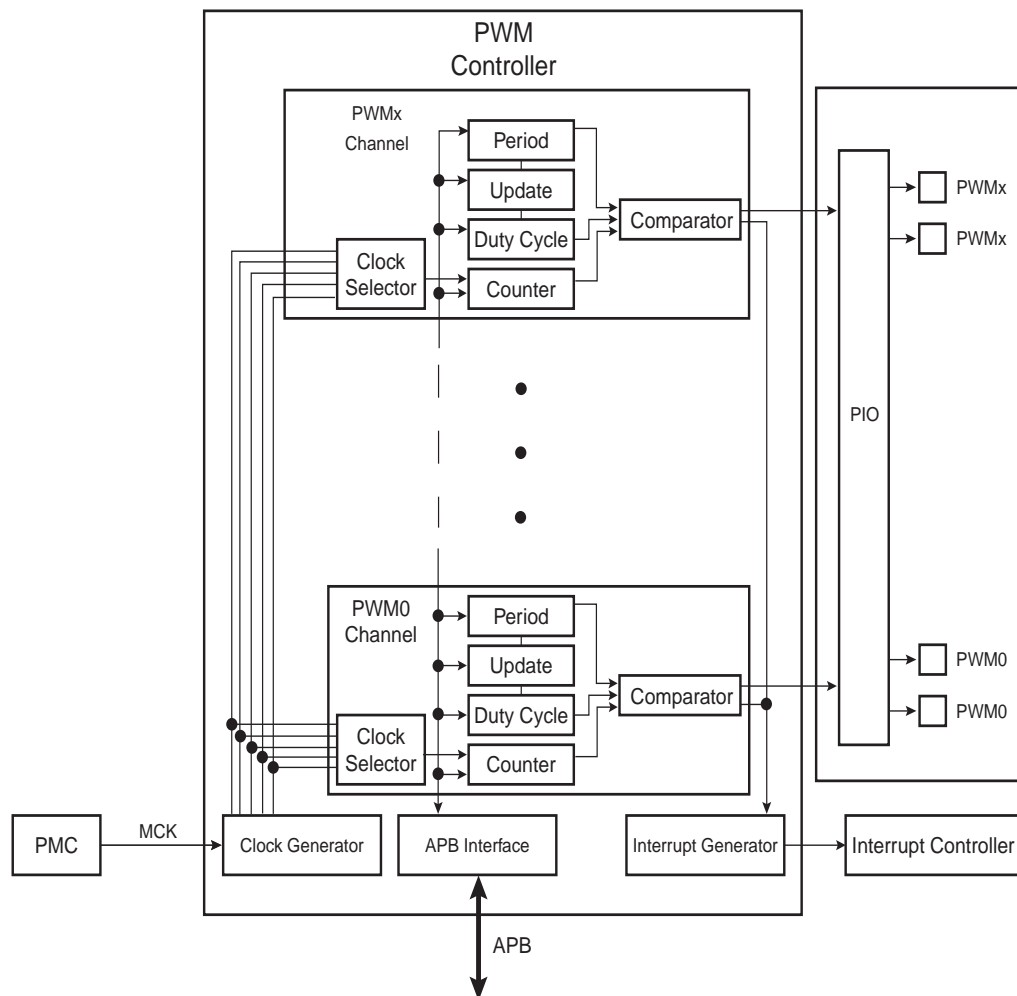 PWM
Controller
PWMx
Channel
Period
Update
Duty Cycle
Comparator
Clock
Selector
Counter
PIO
PWMx
PWMx
PWM0
Channel
Period
Update
Duty Cycle
Comparator
Clock
Selector
Counter
PWM0
PWM0
PMC
MCK
Clock Generator
APB Interface
Interrupt Generator
Interrupt Controller
APB